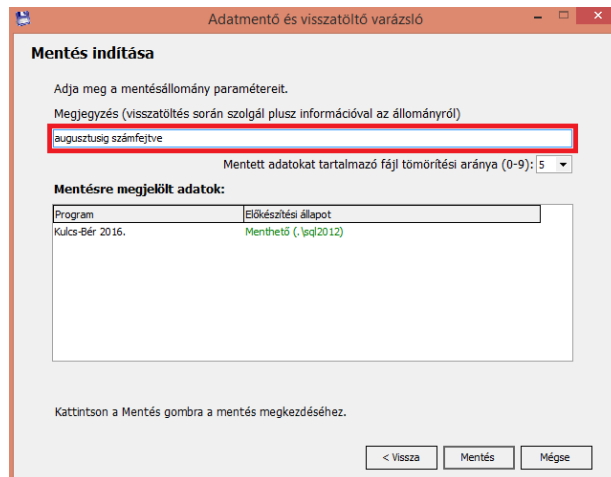 Adatmentő és visszatöltő varázsló
Mentés indítása
Adja meg a mentésállomány paramétereit.
Megjegyzés (visszatöltés során szolgál plusz információval az állományról)
augusztusig számfejtve
Mentett adatokat tartalmazó fájl tömörítési aránya (0-9): 5
Mentésre megjelölt adatok:
Program Előkészítési állapot
Kulcs-Bér 2016. Menthető (.\sql2012)
Kattintson a Mentés gombra a mentés megkezdéséhez.
< Vissza Mentés Mégse